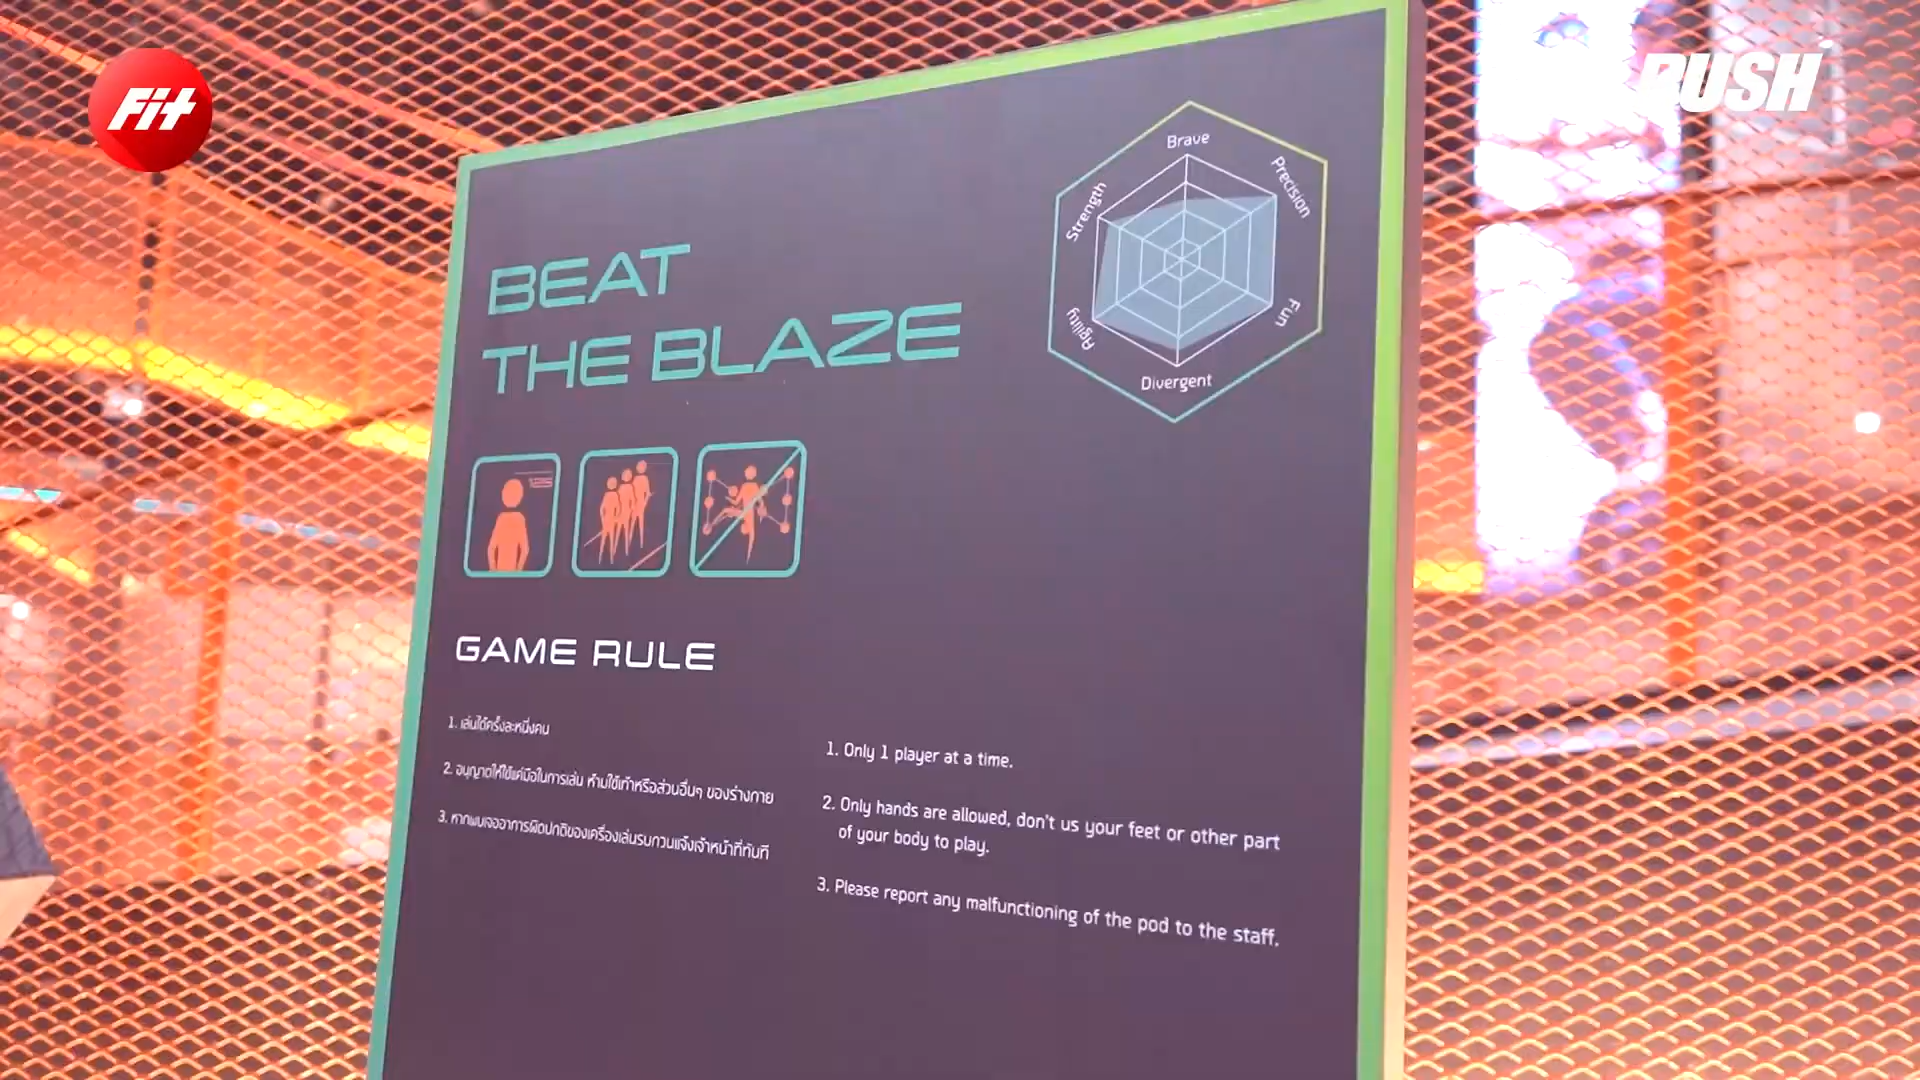 Fit
RUSH
Brave
Precision
Strength
Fun
Agility
Divergent
BEAT
THE BLAZE
125
GAME RULE
1. เล่นได้ครั้งละหนึ่งคน
2. อนุญาตให้ใช้แค่มือในการเล่น ห้ามใช้เท้าหรือส่วนอื่นๆ ของร่างกาย
3. หากพบเจออาการผิดปกติของเครื่องเล่นรบกวนแจ้งเจ้าหน้าที่ทันที
1. Only 1 player at a time.
2. Only hands are allowed, don't us your feet or other part
of your body to play.
3. Please report any malfunctioning of the pod to the staff.